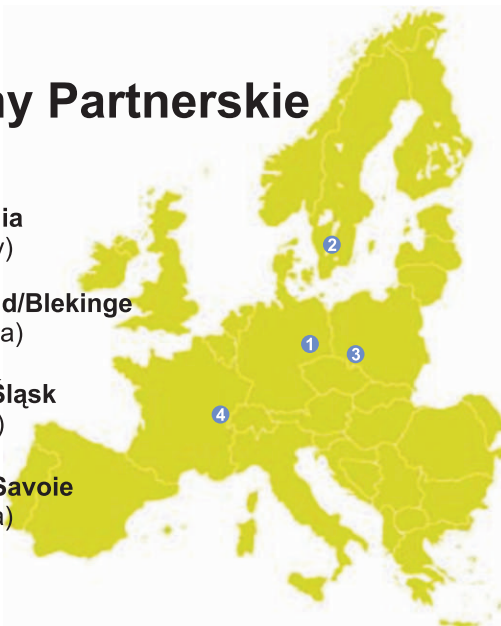 ny Partnerskie
ia
)
d/Blekinge
a)
Śląsk
)
Savoie
a)
2
1
3
4